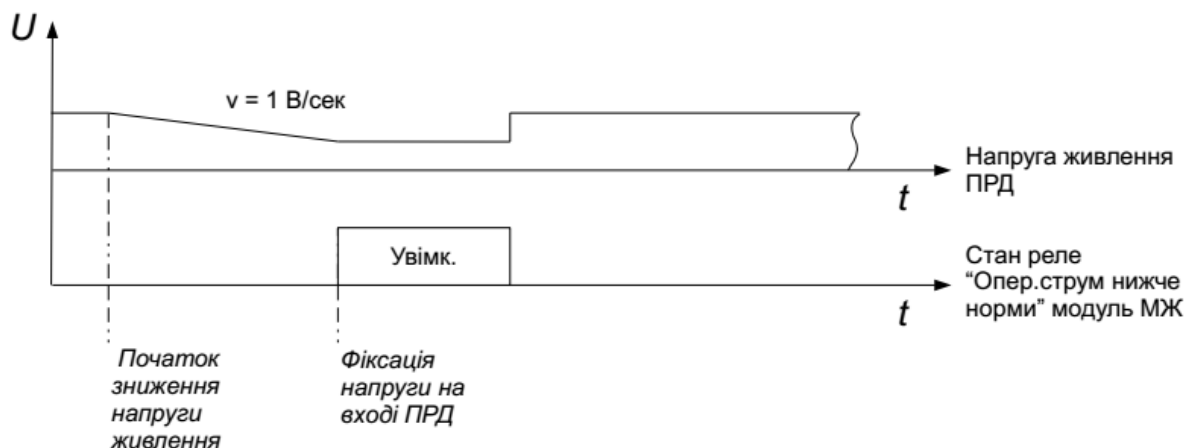 U
v = 1 В/сек
Напруга живлення
ПРД
t
Увімк.
Стан реле
“Опер.струм нижче
норми” модуль МЖ
t
Початок
зниження
напруги
живлення
Фіксація
напруги на
вході ПРД